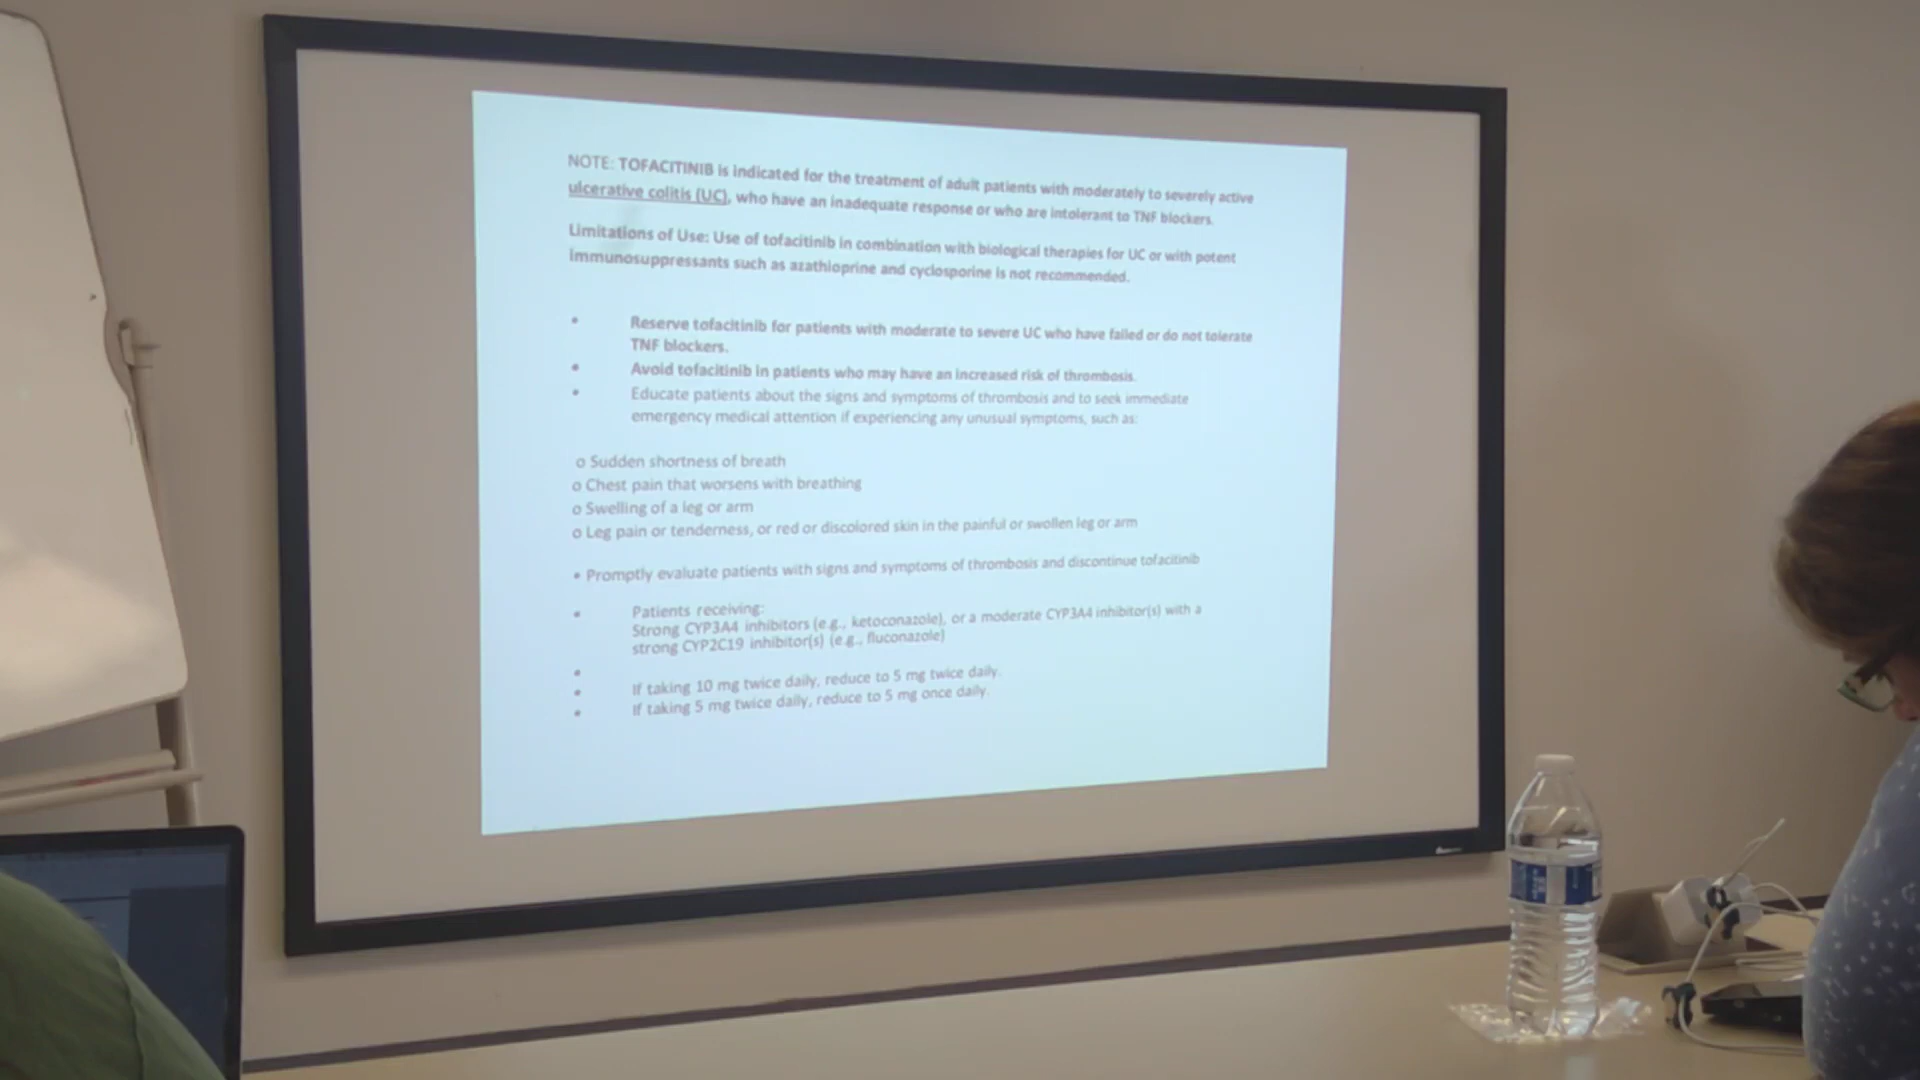 NOTE: TOFACITINIB is indicated for the treatment of adult patients with moderately to severely active
ulcerative colitis (UC), who have an inadequate response or who are intolerant to TNF blockers.
Limitations of Use: Use of tofacitinib in combination with biological therapies for UC or with potent
immunosuppressants such as azathioprine and cyclosporine is not recommended.
• Reserve tofacitinib for patients with moderate to severe UC who have failed or do not tolerate
TNF blockers.
• Avoid tofacitinib in patients who may have an increased risk of thrombosis.
• Educate patients about the signs and symptoms of thrombosis and to seek immediate
emergency medical attention if experiencing any unusual symptoms, such as:
o Sudden shortness of breath
o Chest pain that worsens with breathing
o Swelling of a leg or arm
o Leg pain or tenderness, or red or discolored skin in the painful or swollen leg or arm
• Promptly evaluate patients with signs and symptoms of thrombosis and discontinue tofacitinib
• Patients receiving:
Strong CYP3A4 inhibitors (e.g., ketoconazole), or a moderate CYP3A4 inhibitor(s) with a
strong CYP2C19 inhibitor(s) (e.g., fluconazole)
•
• If taking 10 mg twice daily, reduce to 5 mg twice daily.
• If taking 5 mg twice daily, reduce to 5 mg once daily.